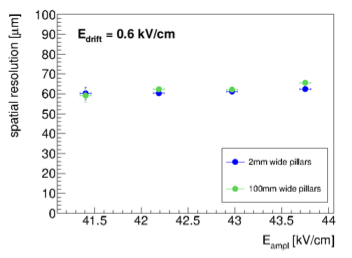 spatial resolution [μm]
100
90
80
70
60
50
40
30
20
10
0
E_drift = 0.6 kV/cm
2mm wide pillars
100mm wide pillars
41.5 42 42.5 43 43.5 44
E_ampl [kV/cm]